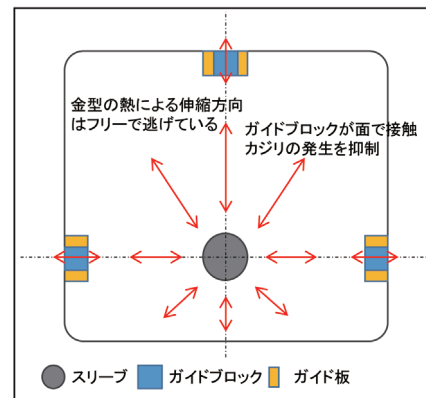 金型の熱による伸縮方向
はフリーで逃げている
ガイドブロックが面で接触
カジリの発生を抑制
スリーブ
ガイドブロック
ガイド板